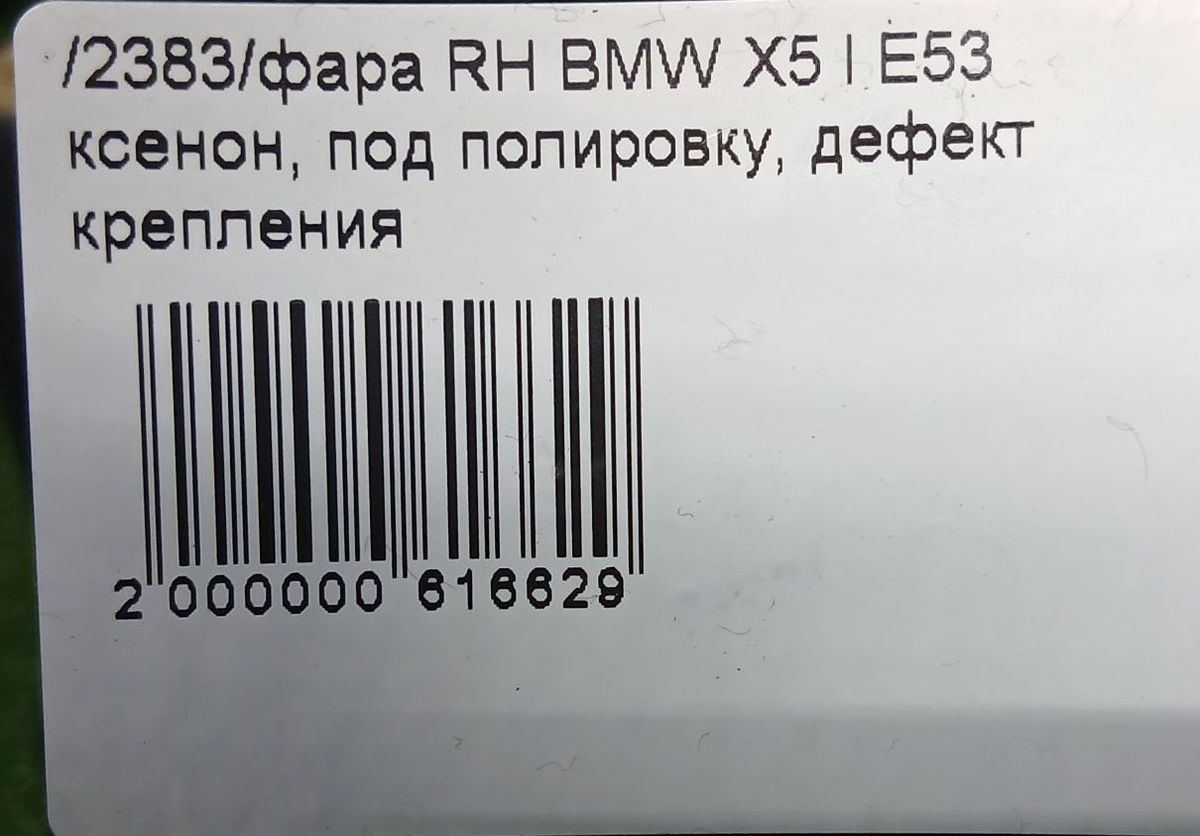 /2383/фара RH BMW X5 I E53
ксенон, под полировку, дефект
крепления
2 000000 616629